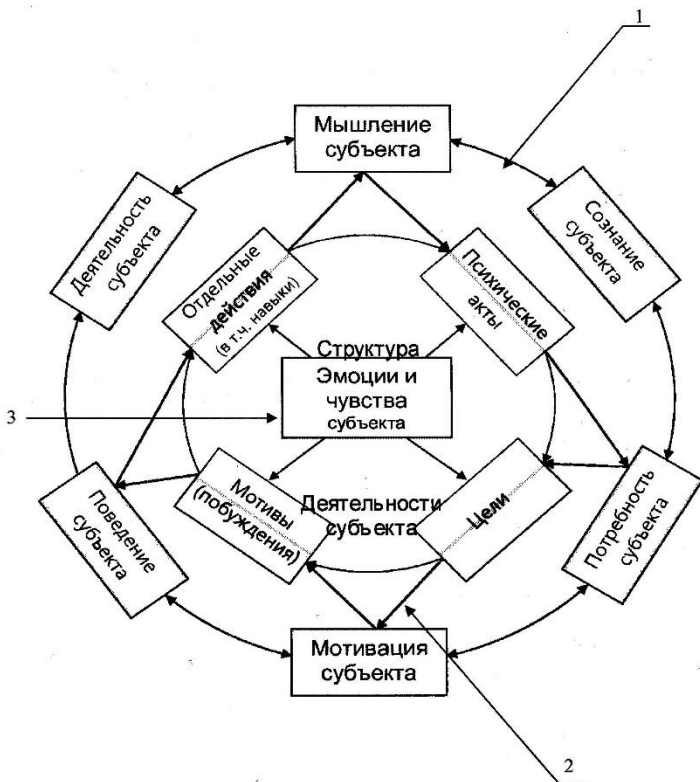 1
Мышление
субъекта
Деятельность
субъекта
Сознание
субъекта
Отдельные
действия
(в т.ч. навыки)
Психические
акты
Структура
Эмоции и
чувства
субъекта
3
Мотивы
(побуждения)
Деятельности
субъекта
Цели
Поведение
субъекта
Потребность
субъекта
Мотивация
субъекта
2